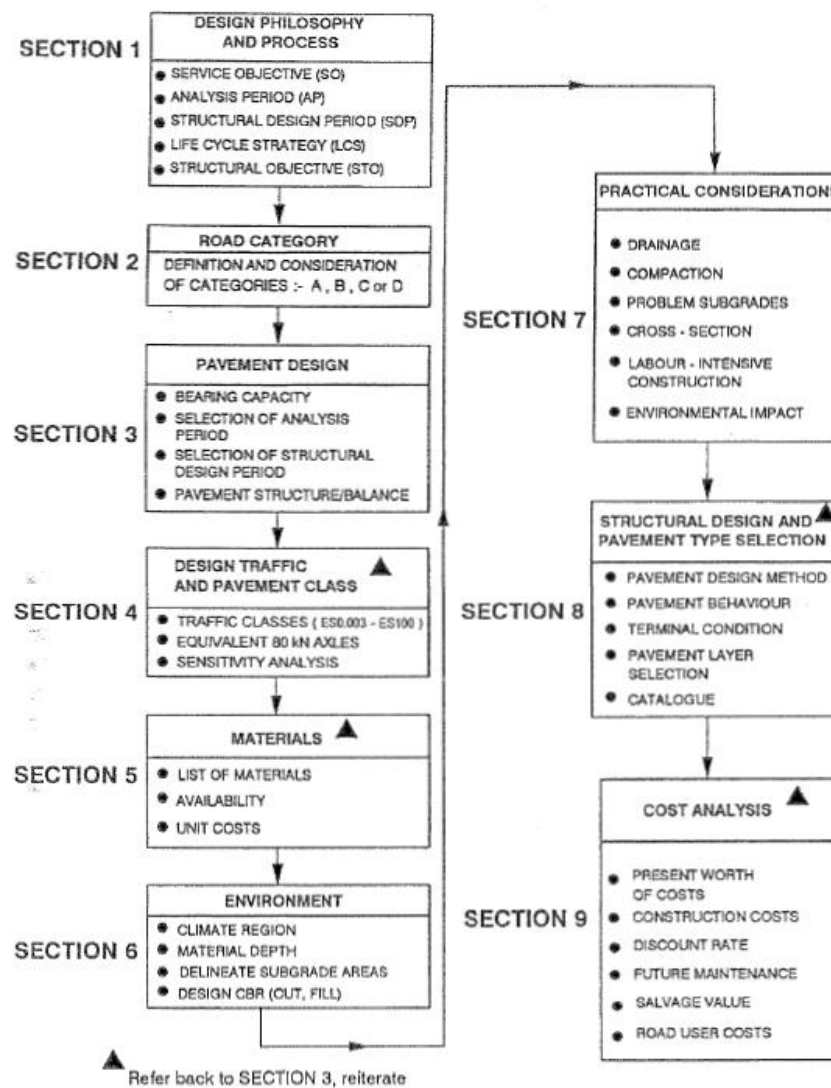 SECTION 1
DESIGN PHILOSOPHY
AND PROCESS
● SERVICE OBJECTIVE (SO)
● ANALYSIS PERIOD (AP)
● STRUCTURAL DESIGN PERIOD (SDP)
● LIFE CYCLE STRATEGY (LCS)
● STRUCTURAL OBJECTIVE (STO)
SECTION 2
ROAD CATEGORY
DEFINITION AND CONSIDERATION
OF CATEGORIES :- A , B , C or D
SECTION 3
PAVEMENT DESIGN
● BEARING CAPACITY
● SELECTION OF ANALYSIS
PERIOD
● SELECTION OF STRUCTURAL
DESIGN PERIOD
● PAVEMENT STRUCTURE/BALANCE
SECTION 4
DESIGN TRAFFIC ▲
AND PAVEMENT CLASS
● TRAFFIC CLASSES ( ES0.003 - ES100 )
● EQUIVALENT 80 kN AXLES
● SENSITIVITY ANALYSIS
SECTION 5
MATERIALS ▲
● LIST OF MATERIALS
● AVAILABILITY
● UNIT COSTS
SECTION 6
ENVIRONMENT
● CLIMATE REGION
● MATERIAL DEPTH
● DELINEATE SUBGRADE AREAS
● DESIGN CBR (CUT, FILL)
SECTION 7
PRACTICAL CONSIDERATIONS
● DRAINAGE
● COMPACTION
● PROBLEM SUBGRADES
● CROSS - SECTION
● LABOUR - INTENSIVE
CONSTRUCTION
● ENVIRONMENTAL IMPACT
SECTION 8
STRUCTURAL DESIGN AND ▲
PAVEMENT TYPE SELECTION
● PAVEMENT DESIGN METHOD
● PAVEMENT BEHAVIOUR
● TERMINAL CONDITION
● PAVEMENT LAYER
SELECTION
● CATALOGUE
SECTION 9
COST ANALYSIS ▲
● PRESENT WORTH
OF COSTS
● CONSTRUCTION COSTS
● DISCOUNT RATE
● FUTURE MAINTENANCE
● SALVAGE VALUE
● ROAD USER COSTS
▲ Refer back to SECTION 3, reiterate